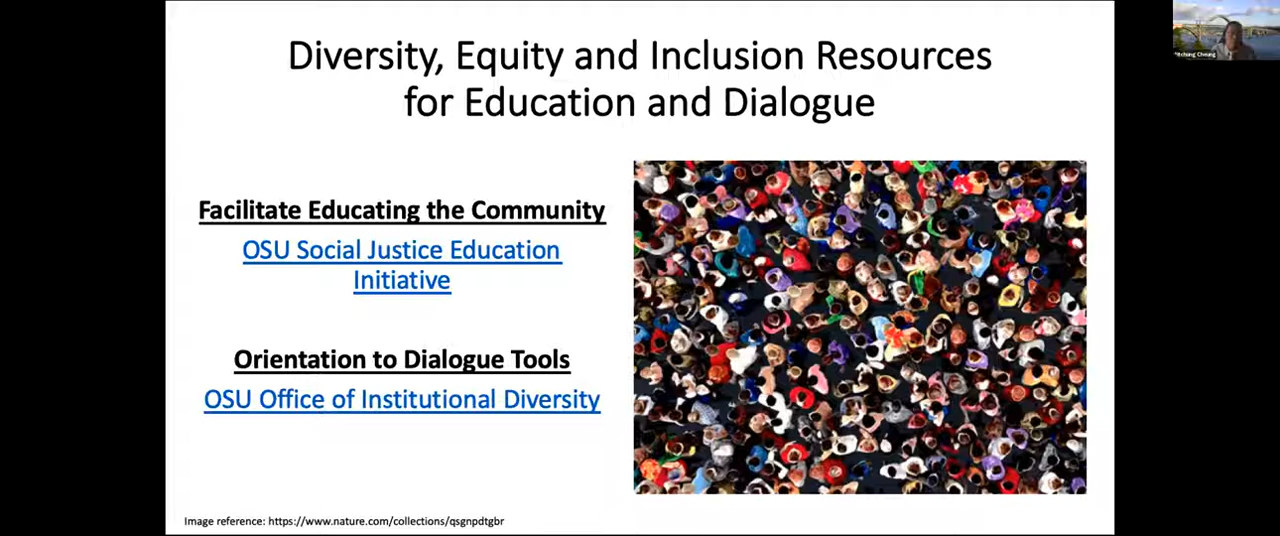 Diversity, Equity and Inclusion Resources
for Education and Dialogue
Facilitate Educating the Community
OSU Social Justice Education
Initiative
Orientation to Dialogue Tools
OSU Office of Institutional Diversity
Image reference: https://www.nature.com/collections/qsgnpdtgbr
Cheung